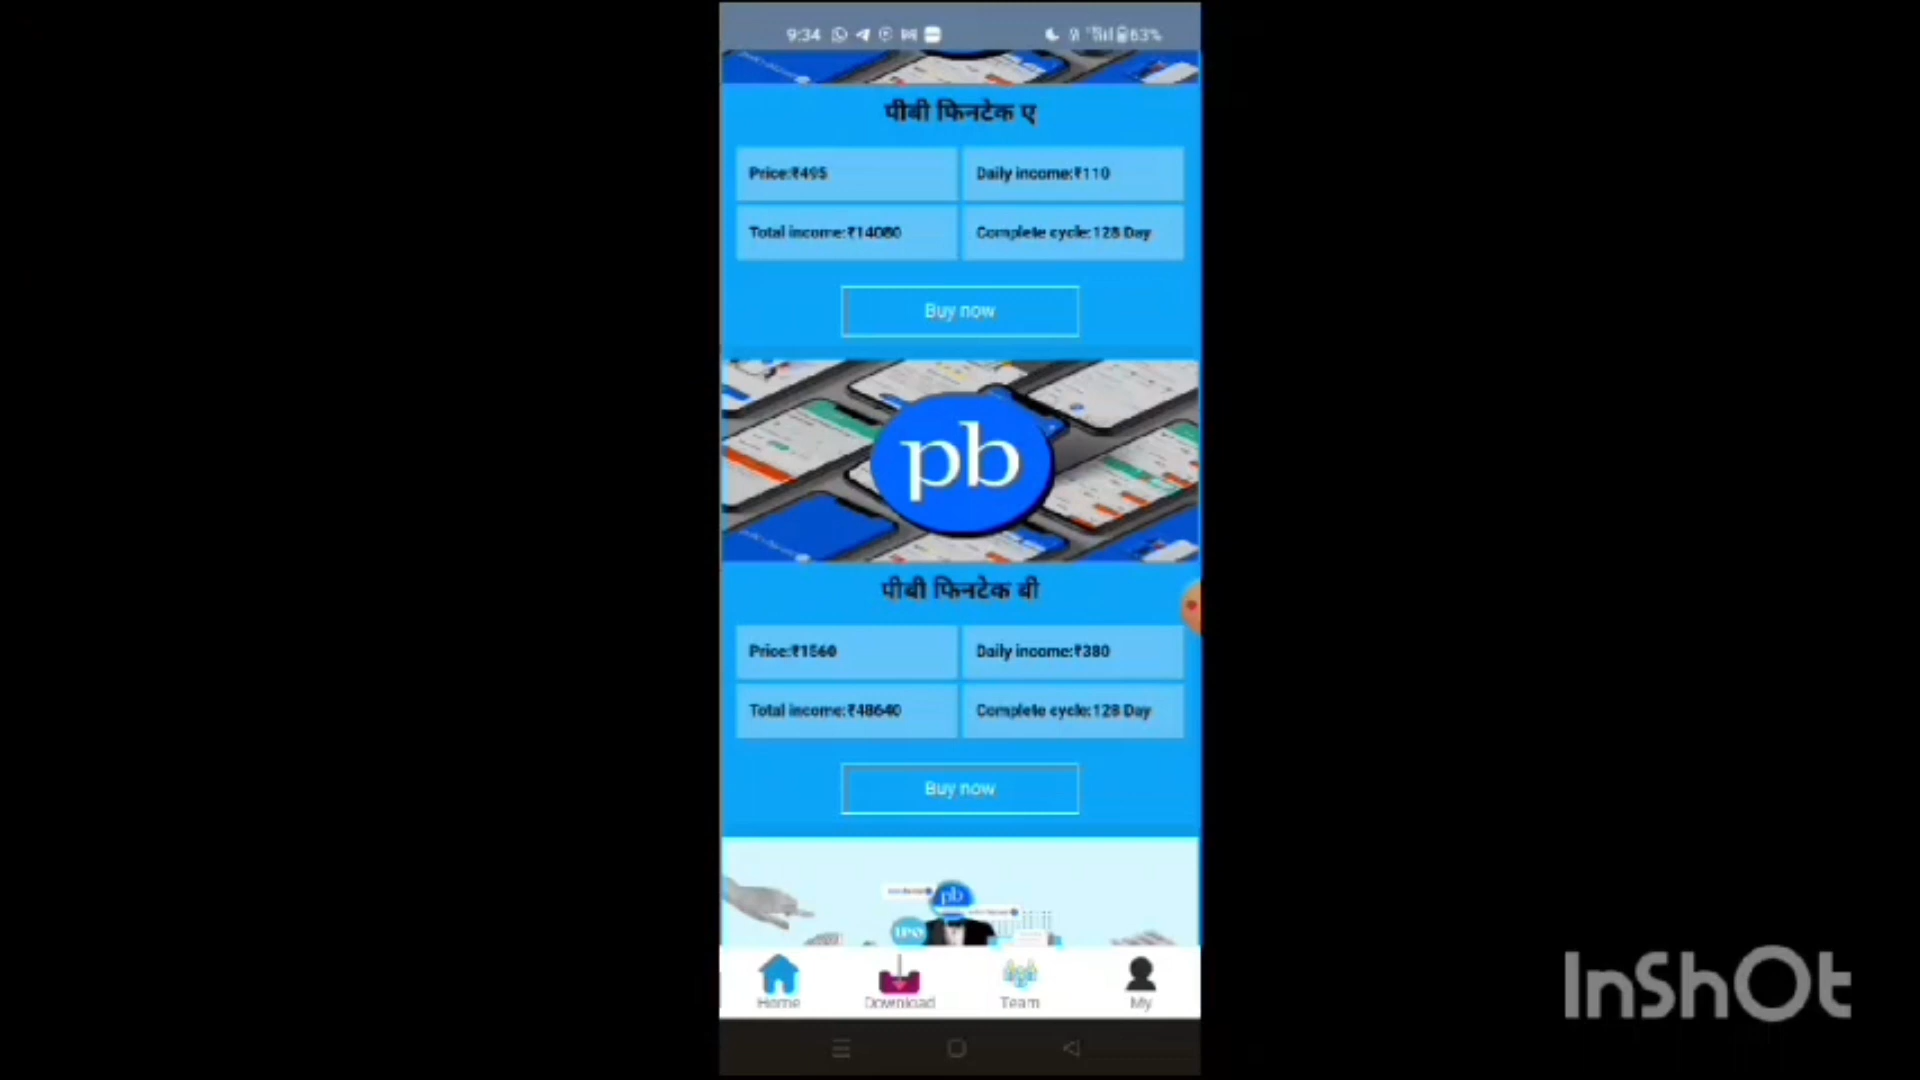 9:34
63%
पीबी फिनटेक ए
Price:₹495
Daily income:₹110
Total income:₹14080
Complete cycle:128 Day
Buy now
pb
पीबी फिनटेक बी
Price:₹1560
Daily income:₹380
Total income:₹48640
Complete cycle:128 Day
Buy now
pb
IPO
Home
Download
Team
My
InShOt